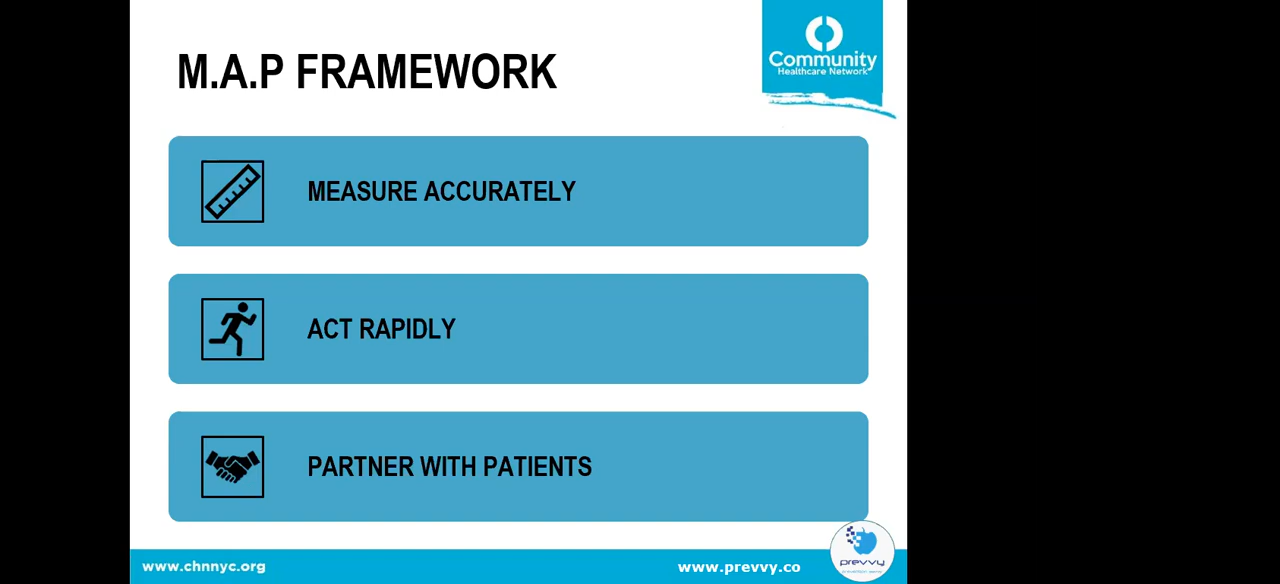 M.A.P FRAMEWORK
Community
Healthcare Network
MEASURE ACCURATELY
ACT RAPIDLY
PARTNER WITH PATIENTS
www.chnnyc.org
www.prevvy.co
prevvy